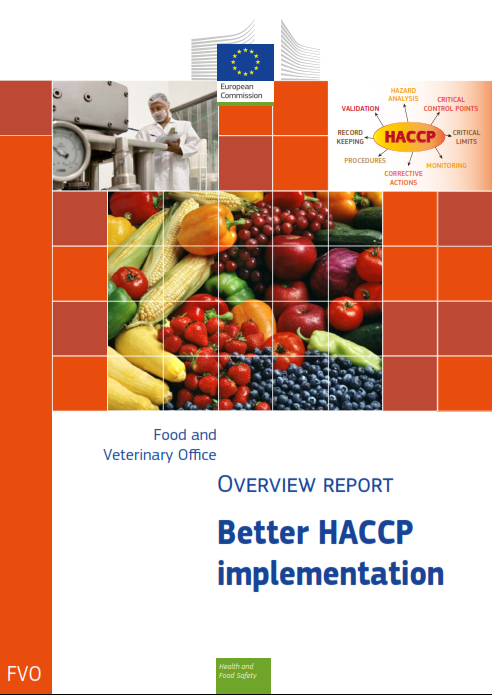 European
Commission
HAZARD
ANALYSIS
CRITICAL
CONTROL POINTS
VALIDATION
RECORD
KEEPING
HACCP
CRITICAL
LIMITS
PROCEDURES
MONITORING
CORRECTIVE
ACTIONS
Food and
Veterinary Office
OVERVIEW REPORT
Better HACCP
implementation
FVO
Health and
Food Safety